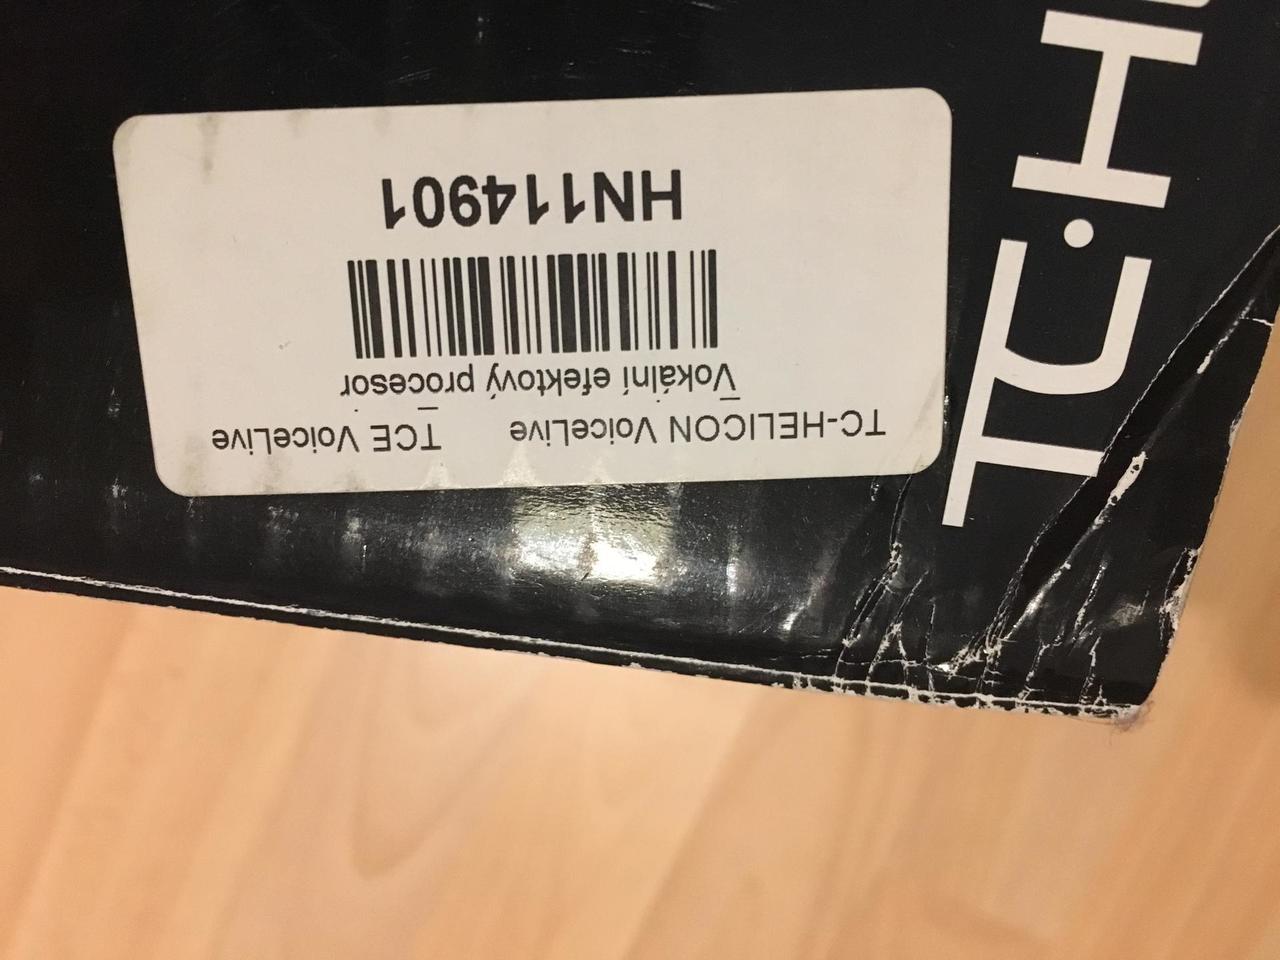 TC-HELICON VoiceLive TCE VoiceLive
Vokální efektový procesor
HN114901
TC·H